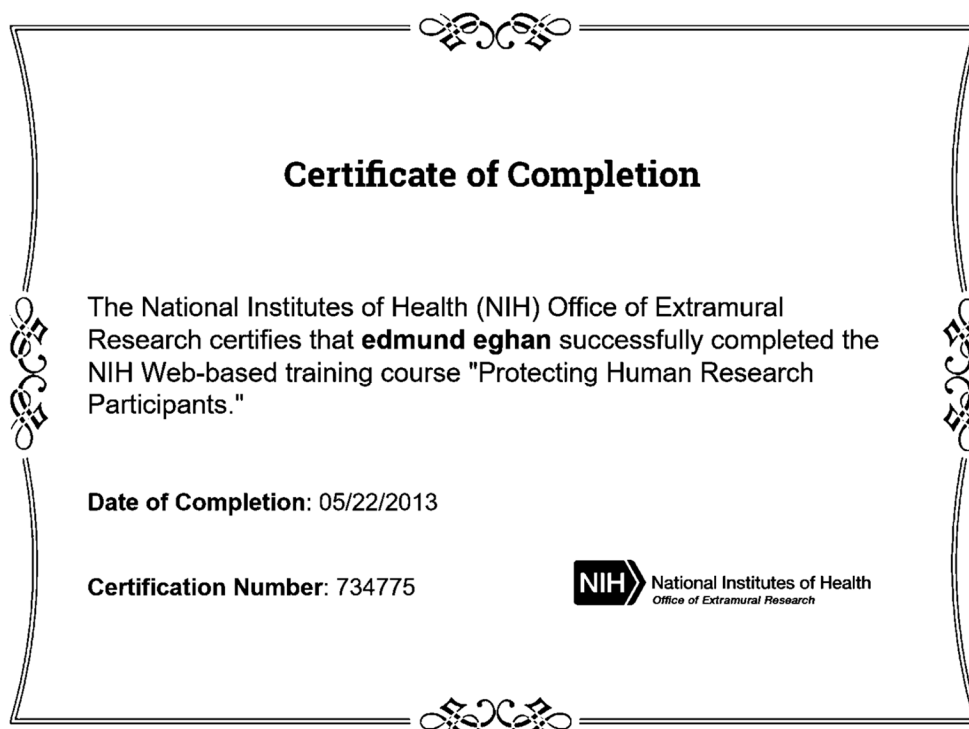 Certificate of Completion
The National Institutes of Health (NIH) Office of Extramural
Research certifies that edmund eghan successfully completed the
NIH Web-based training course "Protecting Human Research
Participants."
Date of Completion: 05/22/2013
Certification Number: 734775
NIH National Institutes of Health
Office of Extramural Research